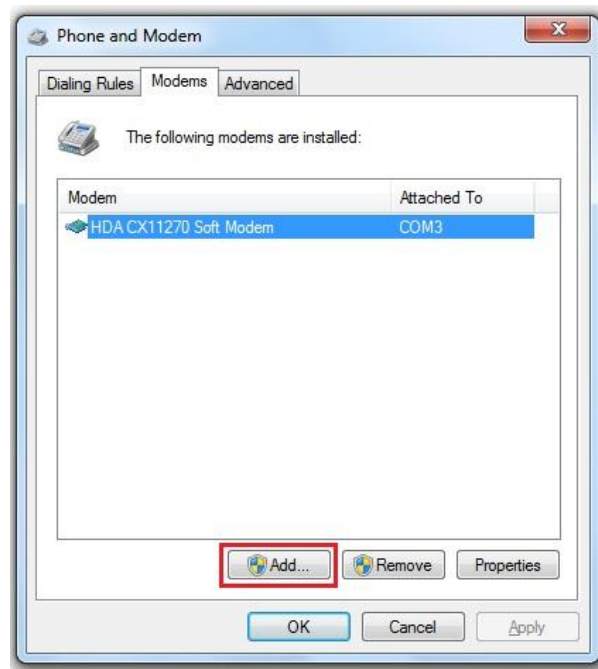 Phone and Modem
Dialing Rules Modems Advanced
The following modems are installed:
Modem Attached To
HDA CX11270 Soft Modem COM3
Add... Remove Properties
OK Cancel Apply